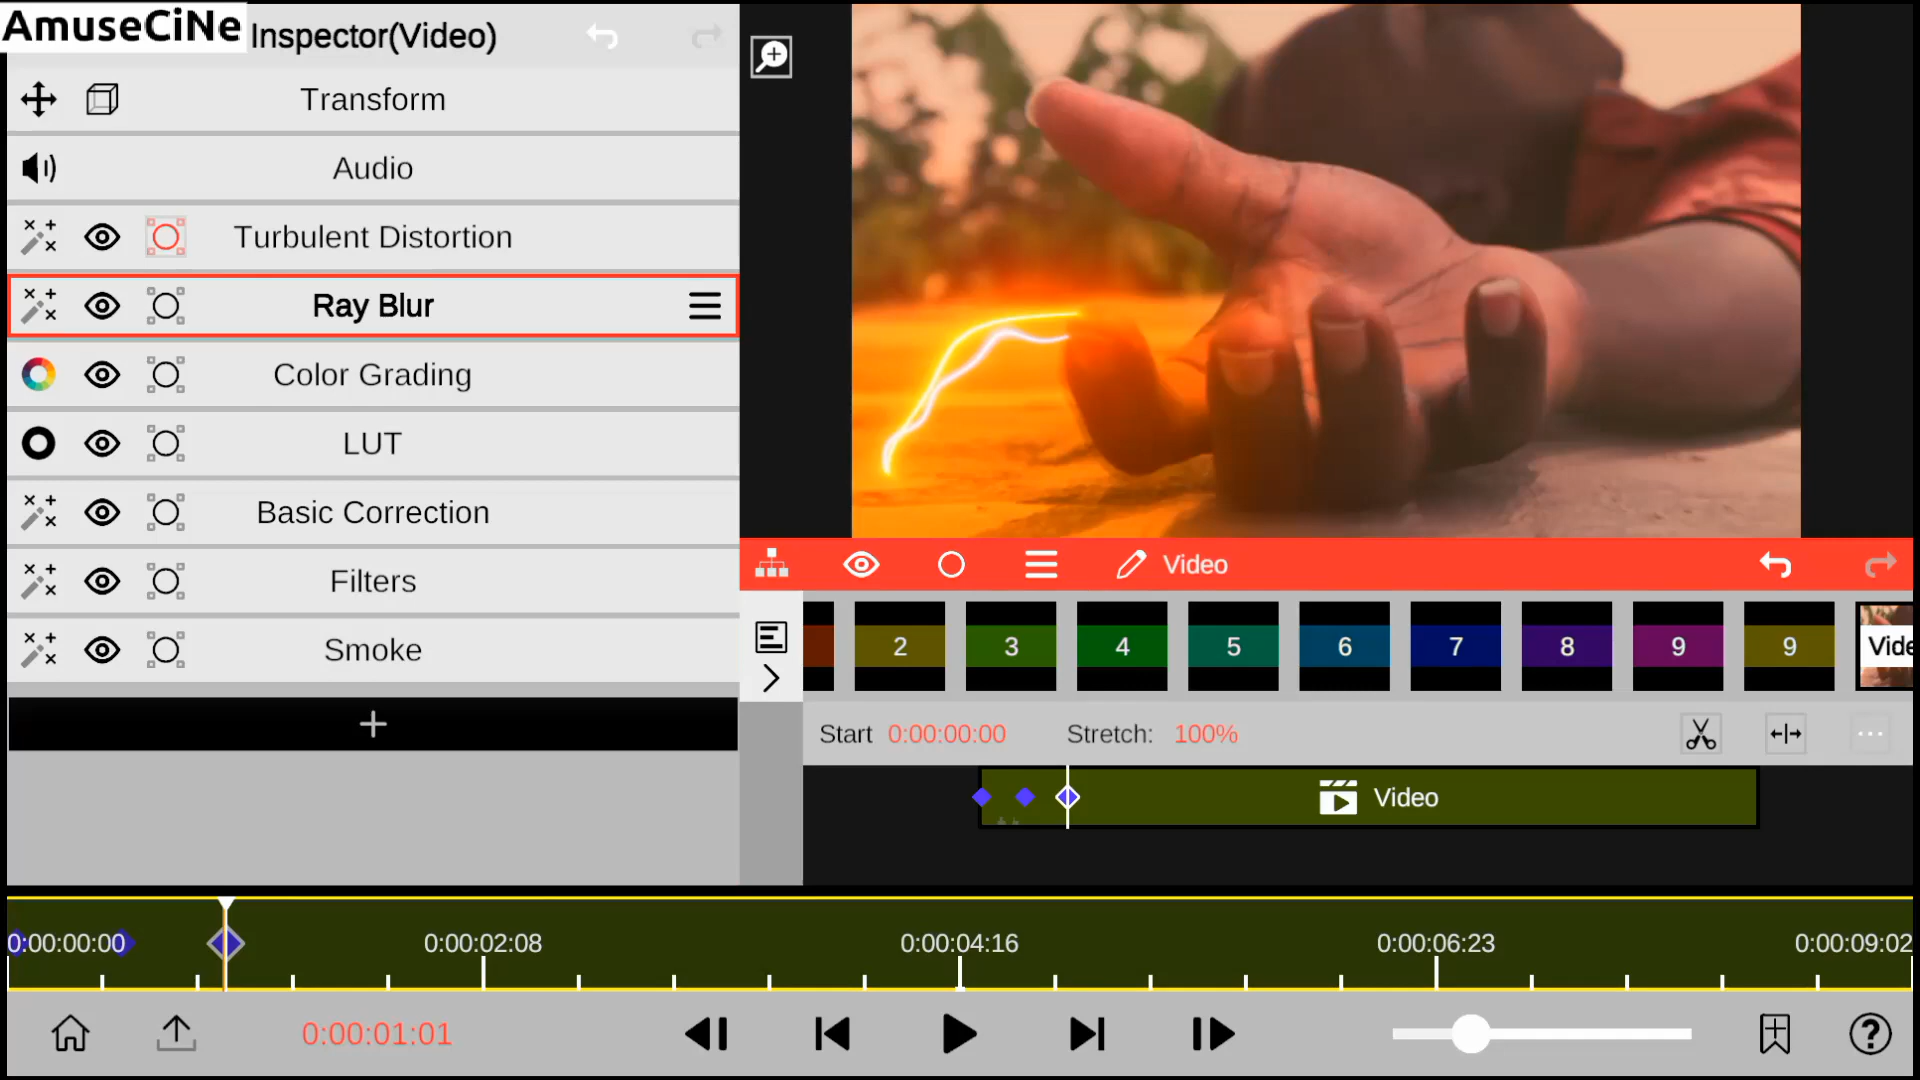 AmuseCiNe
Inspector(Video)
Transform
Audio
Turbulent Distortion
Ray Blur
Color Grading
LUT
Basic Correction
Filters
Smoke
Video
2 3 4 5 6 7 8 9 9
Start 0:00:00:00 Stretch: 100%
Video
0:00:00:00 0:00:02:08 0:00:04:16 0:00:06:23 0:00:09:02
0:00:01:01